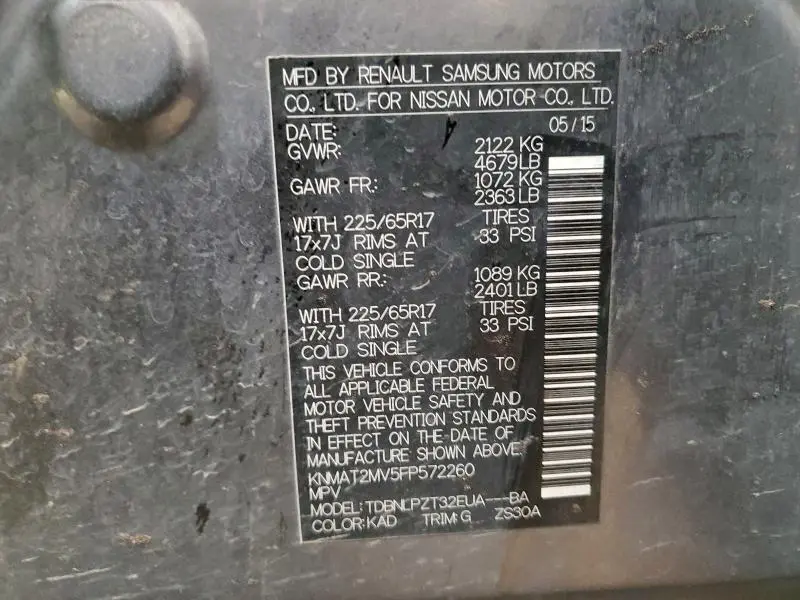 MFD BY RENAULT SAMSUNG MOTORS
CO., LTD. FOR NISSAN MOTOR CO., LTD.
DATE: 05/15
GVWR: 2122 KG
4679 LB
GAWR FR.: 1072 KG
2363 LB
WITH 225/65R17 TIRES
17x7J RIMS AT 33 PSI
COLD SINGLE
GAWR RR.: 1089 KG
2401 LB
WITH 225/65R17 TIRES
17x7J RIMS AT 33 PSI
COLD SINGLE
THIS VEHICLE CONFORMS TO
ALL APPLICABLE FEDERAL
MOTOR VEHICLE SAFETY AND
THEFT PREVENTION STANDARDS
IN EFFECT ON THE DATE OF
MANUFACTURE SHOWN ABOVE.
KNMAT2MV5FP572260
MPV
MODEL: TDBNLPZT32EUA---BA
COLOR: KAD TRIM: G ZS30A